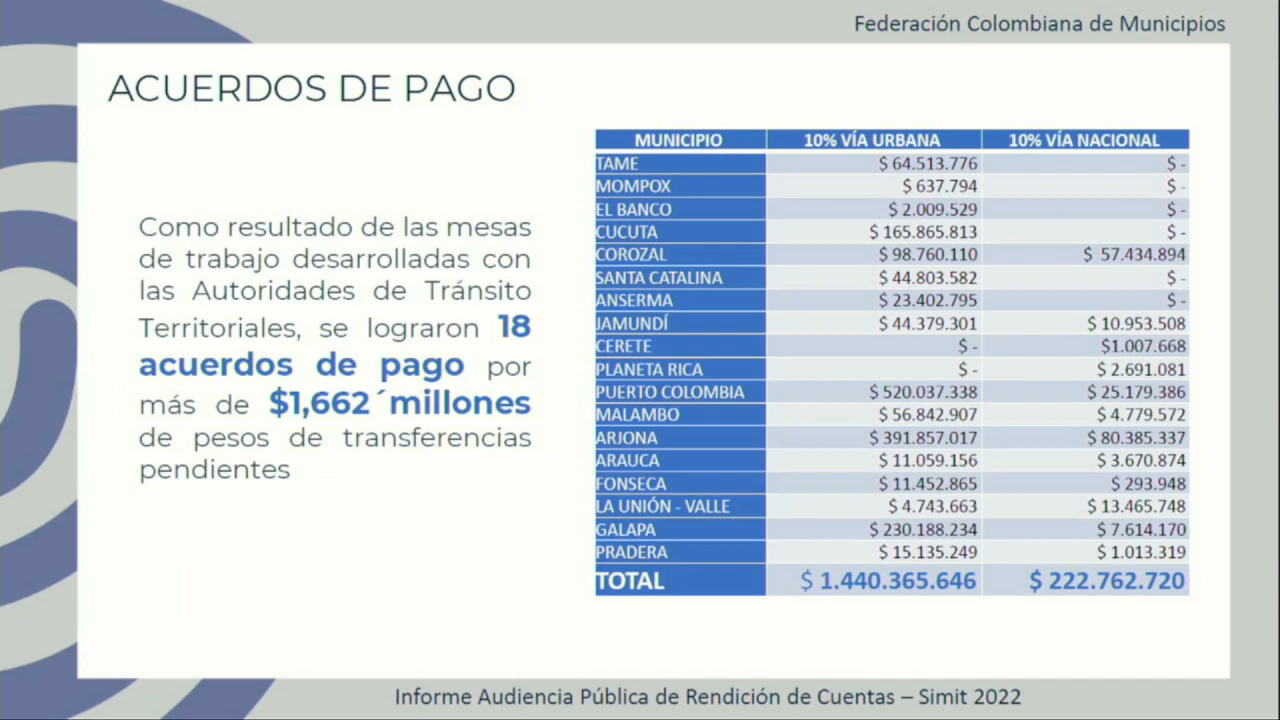 Federación Colombiana de Municipios
ACUERDOS DE PAGO
Como resultado de las mesas
de trabajo desarrolladas con
las Autoridades de Tránsito
Territoriales, se lograron 18
acuerdos de pago por
más de $1,662´millones
de pesos de transferencias
pendientes
MUNICIPIO 10% VÍA URBANA 10% VÍA NACIONAL
TAME $ 64.513.776 $ -
MOMPOX $ 637.794 $ -
EL BANCO $ 2.009.529 $ -
CUCUTA $ 165.865.813 $ -
COROZAL $ 98.760.110 $ 57.434.894
SANTA CATALINA $ 44.803.582 $ -
ANSERMA $ 23.402.795 $ -
JAMUNDÍ $ 44.379.301 $ 10.953.508
CERETE $ - $1.007.668
PLANETA RICA $ - $ 2.691.081
PUERTO COLOMBIA $ 520.037.338 $ 25.179.386
MALAMBO $ 56.842.907 $ 4.779.572
ARJONA $ 391.857.017 $ 80.385.337
ARAUCA $ 11.059.156 $ 3.670.874
FONSECA $ 11.452.865 $ 293.948
LA UNIÓN - VALLE $ 4.743.663 $ 13.465.748
GALAPA $ 230.188.234 $ 7.614.170
PRADERA $ 15.135.249 $ 1.013.319
TOTAL $ 1.440.365.646 $ 222.762.720
Informe Audiencia Pública de Rendición de Cuentas – Simit 2022